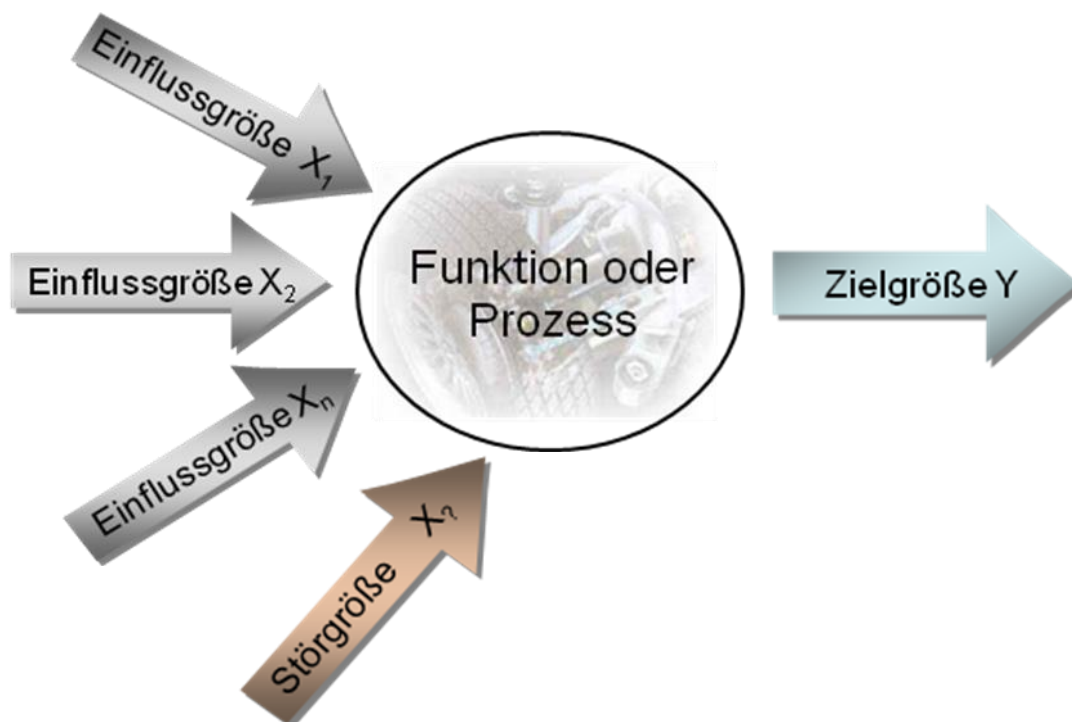 Einflussgröße X₁
Einflussgröße X₂
Einflussgröße Xₙ
Störgröße X?
Funktion oder
Prozess
Zielgröße Y